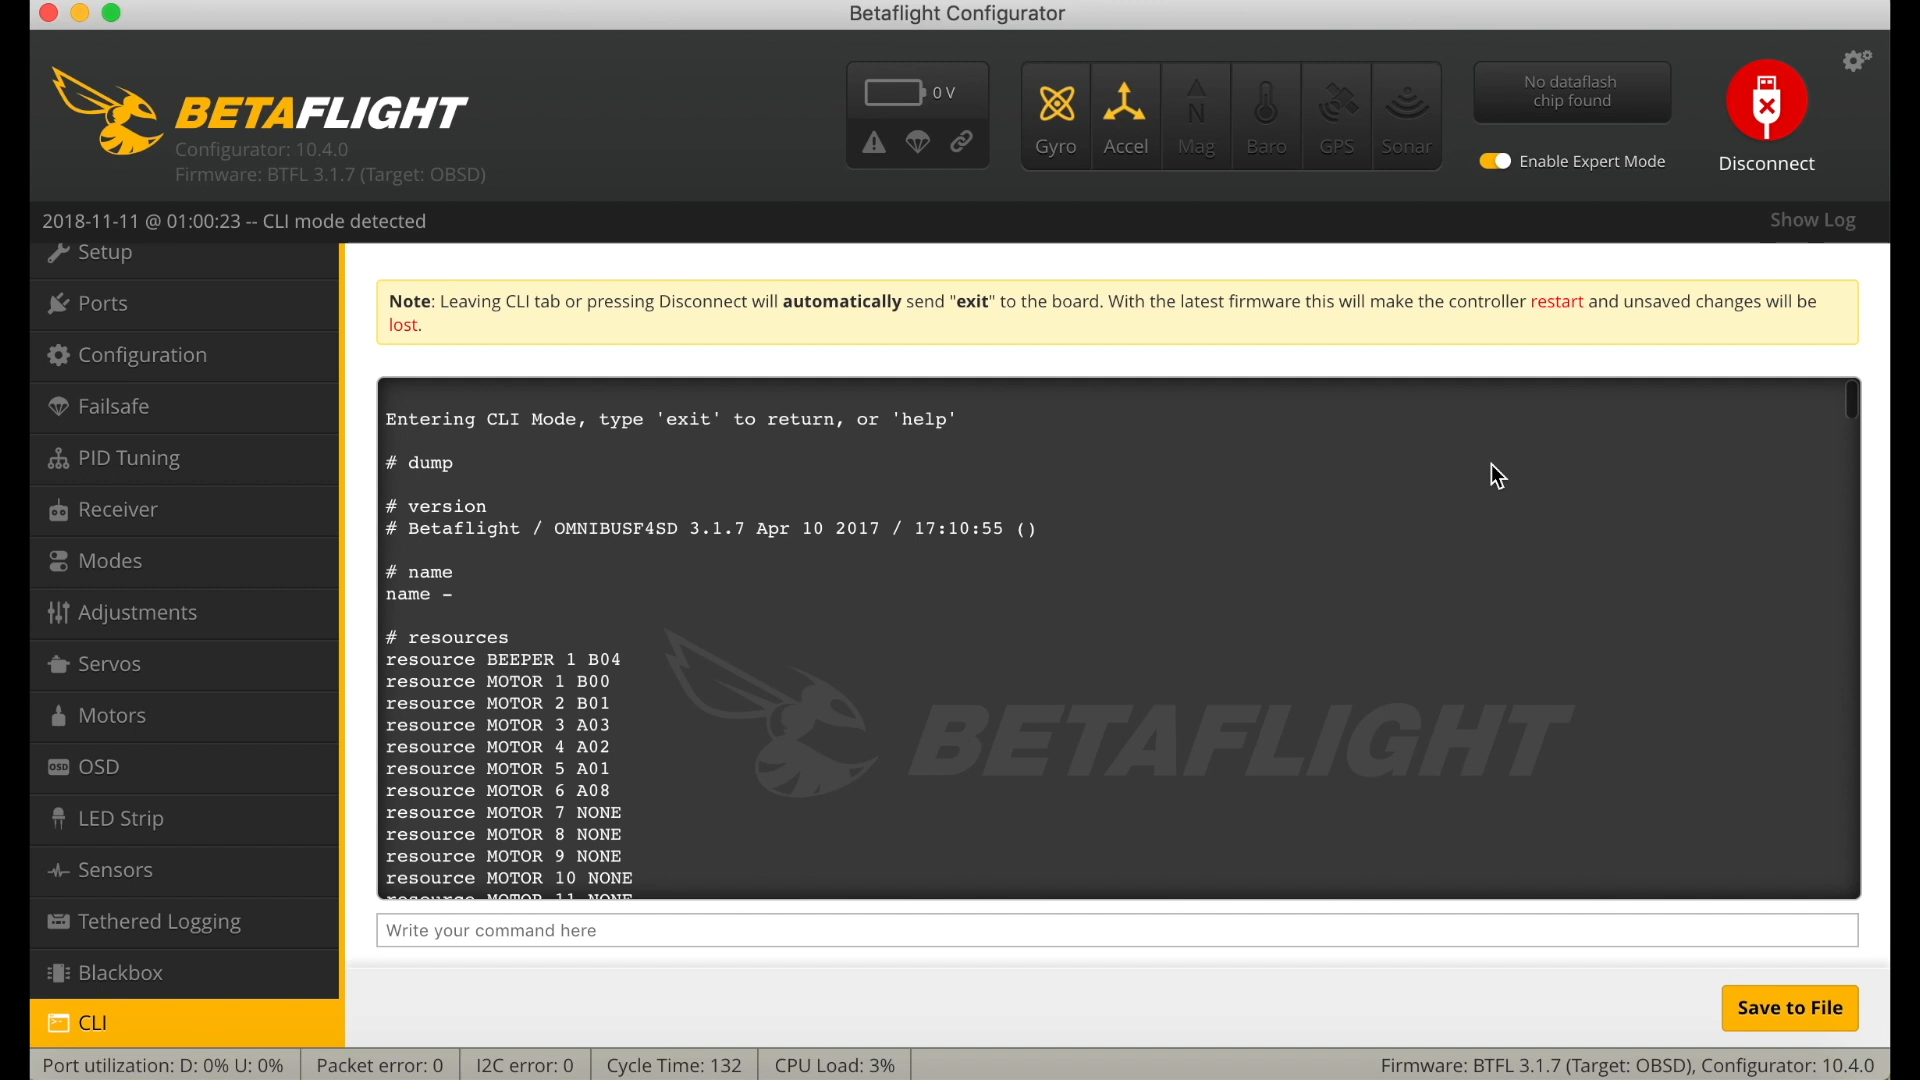 Betaflight Configurator
BETAFLIGHT
Configurator: 10.4.0
Firmware: BTFL 3.1.7 (Target: OBSD)
0 V
Gyro
Accel
N
Mag
Baro
GPS
Sonar
No dataflash
chip found
Enable Expert Mode
Disconnect
2018-11-11 @ 01:00:23 -- CLI mode detected
Show Log
Setup
Ports
Configuration
Failsafe
PID Tuning
Receiver
Modes
Adjustments
Servos
Motors
OSD OSD
LED Strip
Sensors
Tethered Logging
Blackbox
CLI
Note: Leaving CLI tab or pressing Disconnect will automatically send "exit" to the board. With the latest firmware this will make the controller restart and unsaved changes will be
lost.
Entering CLI Mode, type 'exit' to return, or 'help'
# dump
# version
# Betaflight / OMNIBUSF4SD 3.1.7 Apr 10 2017 / 17:10:55 ()
# name
name -
# resources
resource BEEPER 1 B04
resource MOTOR 1 B00
resource MOTOR 2 B01
resource MOTOR 3 A03
resource MOTOR 4 A02
resource MOTOR 5 A01
resource MOTOR 6 A08
resource MOTOR 7 NONE
resource MOTOR 8 NONE
resource MOTOR 9 NONE
resource MOTOR 10 NONE
resource MOTOR 11 NONE
BETAFLIGHT
Write your command here
Save to File
Port utilization: D: 0% U: 0%
Packet error: 0
I2C error: 0
Cycle Time: 132
CPU Load: 3%
Firmware: BTFL 3.1.7 (Target: OBSD), Configurator: 10.4.0